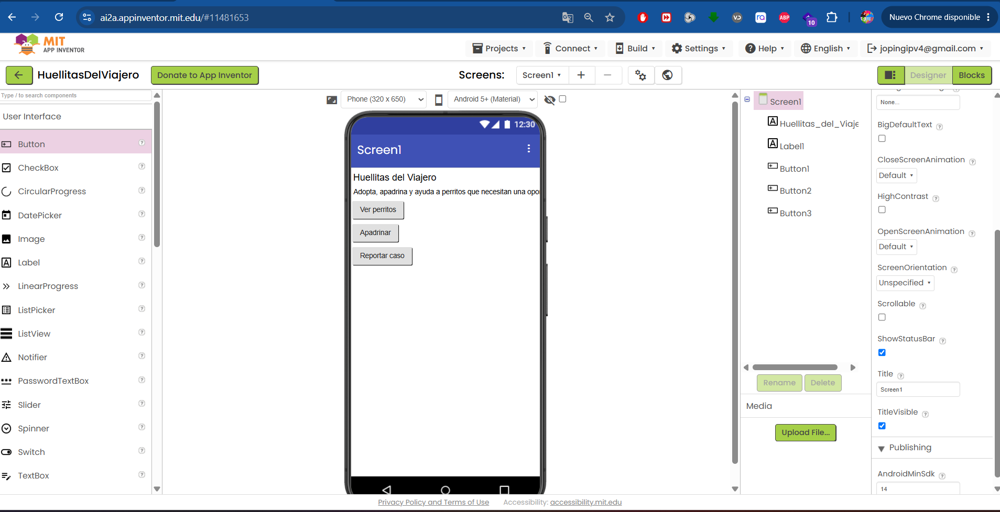 ai2a.appinventor.mit.edu/#11481653
10
Nuevo Chrome disponible
MIT
APP INVENTOR
Projects
Connect
Build
Settings
Help
English
jopingipv4@gmail.com
HuellitasDelViajero
Donate to App Inventor
Screens:
Screen1
Designer
Blocks
Type / to search components
User Interface
Button
CheckBox
CircularProgress
DatePicker
Image
Label
LinearProgress
ListPicker
ListView
Notifier
PasswordTextBox
Slider
Spinner
Switch
TextBox
Phone (320 x 650)
Android 5+ (Material)
12:30
Screen1
Huellitas del Viajero
Adopta, apadrina y ayuda a perritos que necesitan una opor
Ver perritos
Apadrinar
Reportar caso
Screen1
Huellitas_del_Viaje
Label1
Button1
Button2
Button3
Rename
Delete
Media
Upload File...
None...
BigDefaultText
CloseScreenAnimation
Default
HighContrast
OpenScreenAnimation
Default
ScreenOrientation
Unspecified
Scrollable
ShowStatusBar
Title
Screen1
TitleVisible
Publishing
AndroidMinSdk
14
Privacy Policy and Terms of Use
Accessibility: accessibility.mit.edu